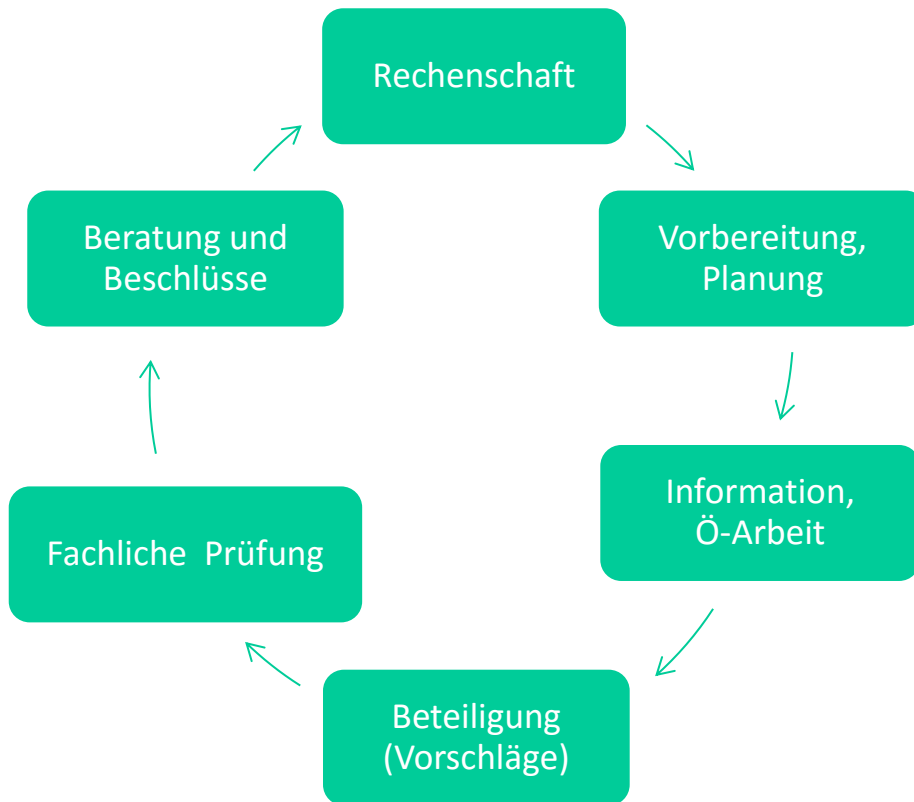 Rechenschaft
Vorbereitung,
Planung
Information,
Ö-Arbeit
Beteiligung
(Vorschläge)
Fachliche  Prüfung
Beratung und
Beschlüsse